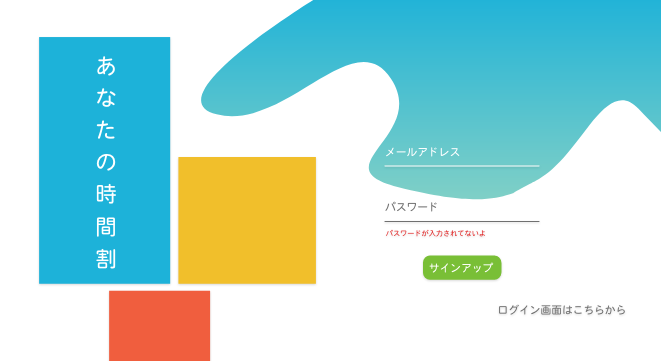 あなたの時間割
メールアドレス
パスワード
パスワードが入力されてないよ
サインアップ
ログイン画面はこちらから